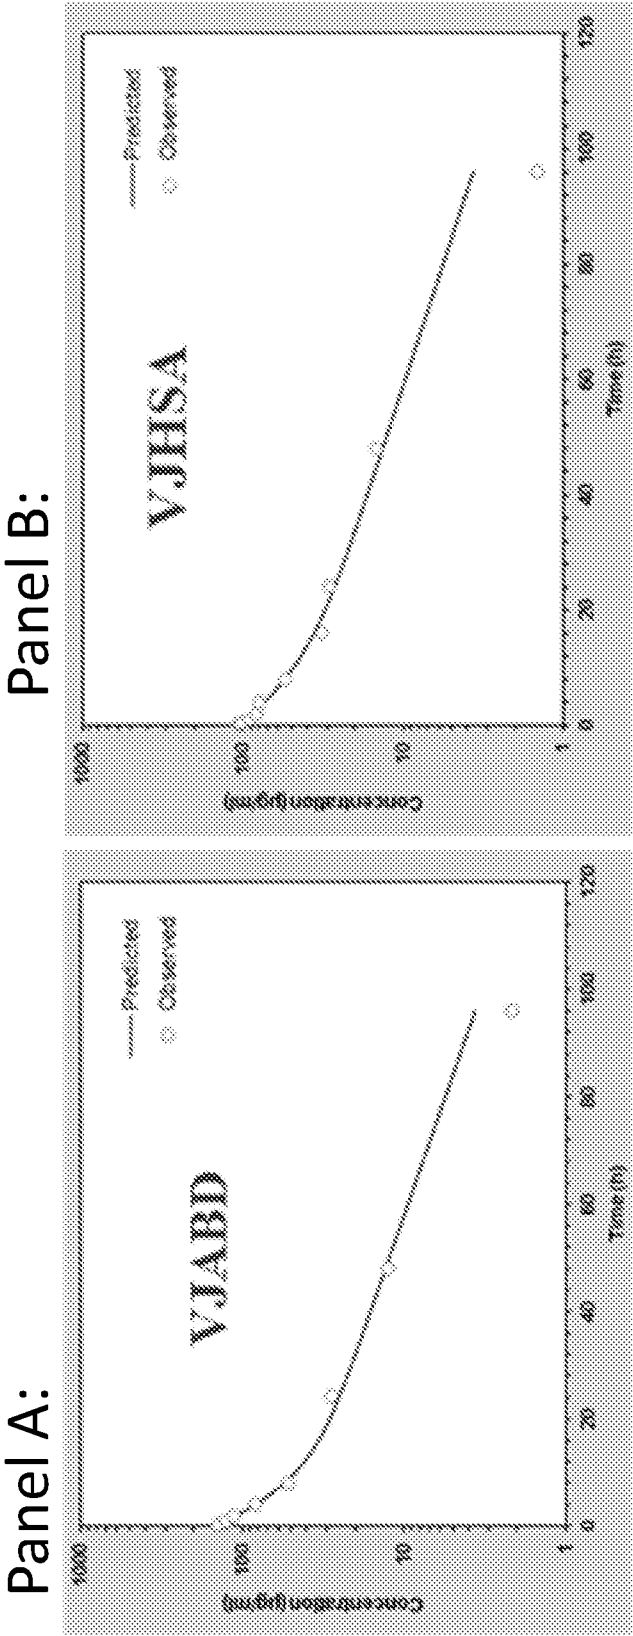 Panel A:
1000
100
10
1
Concentration (µg/ml)
VJABD
Predicted
Observed
0
20
40
60
80
100
120
Time (h)
Panel B:
1000
100
10
1
Concentration (µg/ml)
VJHSA
Predicted
Observed
0
20
40
60
80
100
120
Time (h)